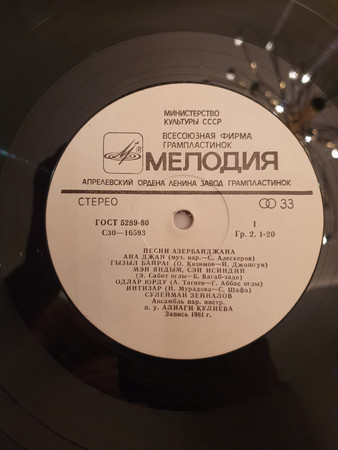 МИНИСТЕРСТВО
КУЛЬТУРЫ СССР
ВСЕСОЮЗНАЯ ФИРМА
ГРАМПЛАСТИНОК
МЕЛОДИЯ
АПРЕЛЕВСКИЙ ОРДЕНА ЛЕНИНА ЗАВОД ГРАМПЛАСТИНОК
СТЕРЕО 33
ГОСТ 5289-80 1
С30—16593 Гр. 2. 1-20
ПЕСНИ АЗЕРБАЙДЖАНА
АНА ДЖАН (муз. нар.—С. Алескеров)
ГЫЗЫЛ БАЙРАГ (О. Кязимов—И. Джошгун)
МЭН ЯНДЫМ, СЭН ИСИНДИН
(Э. Сабит оглы—Б. Вагаб-заде)
ОДЛАР ЮРДУ (А. Тагиев—Г. Аббас оглы)
ИНТИЗАР (Н. Мурадова—С. Шафа)
СУЛЕЙМАН ЗЕЙНАЛОВ
Ансамбль нар. инстр.
п. у. АЛИАГИ КУЛИЕВА
Запись 1981 г.